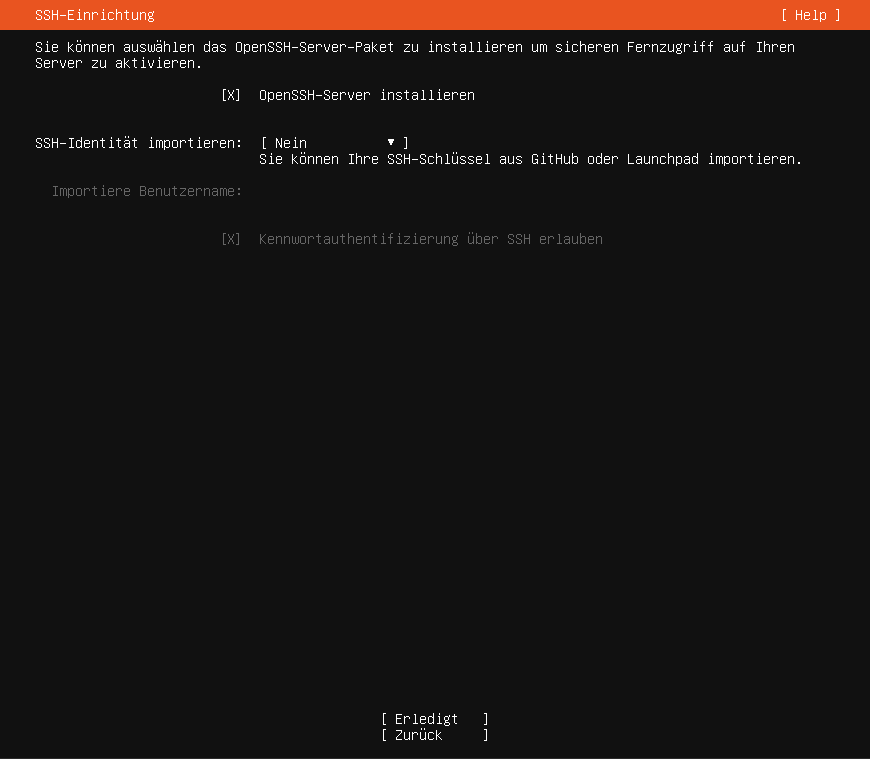 SSH-Einrichtung [ Help ]
Sie können auswählen das OpenSSH-Server-Paket zu installieren um sicheren Fernzugriff auf Ihren
Server zu aktivieren.
[X] OpenSSH-Server installieren
SSH-Identität importieren: [ Nein ▾ ]
Sie können Ihre SSH-Schlüssel aus GitHub oder Launchpad importieren.
Importiere Benutzername:
[X] Kennwortauthentifizierung über SSH erlauben
[ Erledigt ]
[ Zurück ]